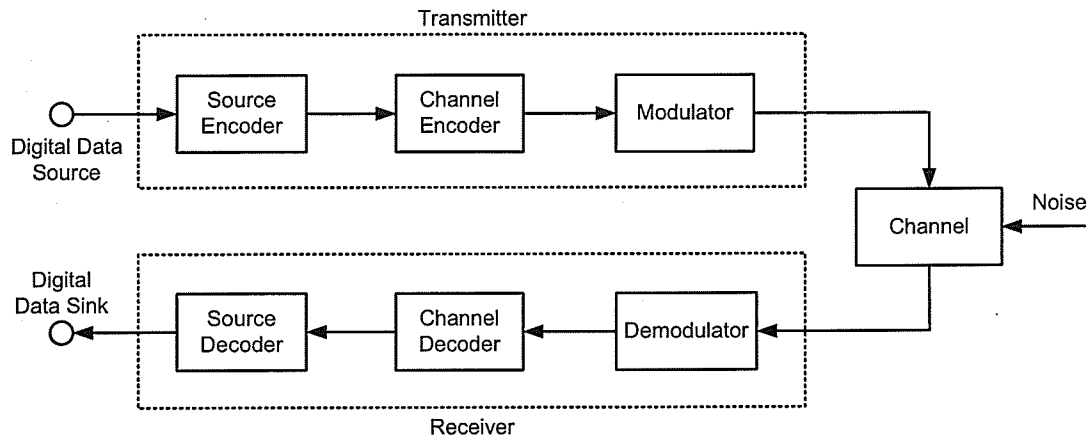 Transmitter
Source
Encoder
Channel
Encoder
Modulator
Digital Data
Source
Channel
Noise
Digital
Data Sink
Source
Decoder
Channel
Decoder
Demodulator
Receiver